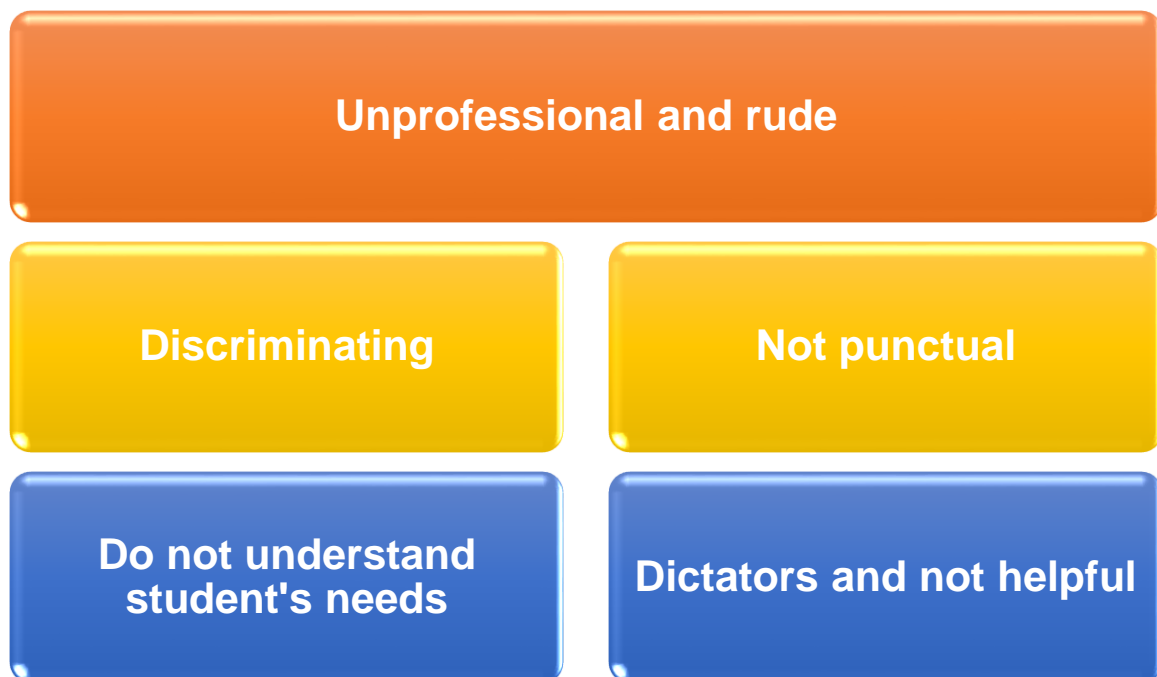 Unprofessional and rude
Discriminating
Not punctual
Do not understand
student's needs
Dictators and not helpful